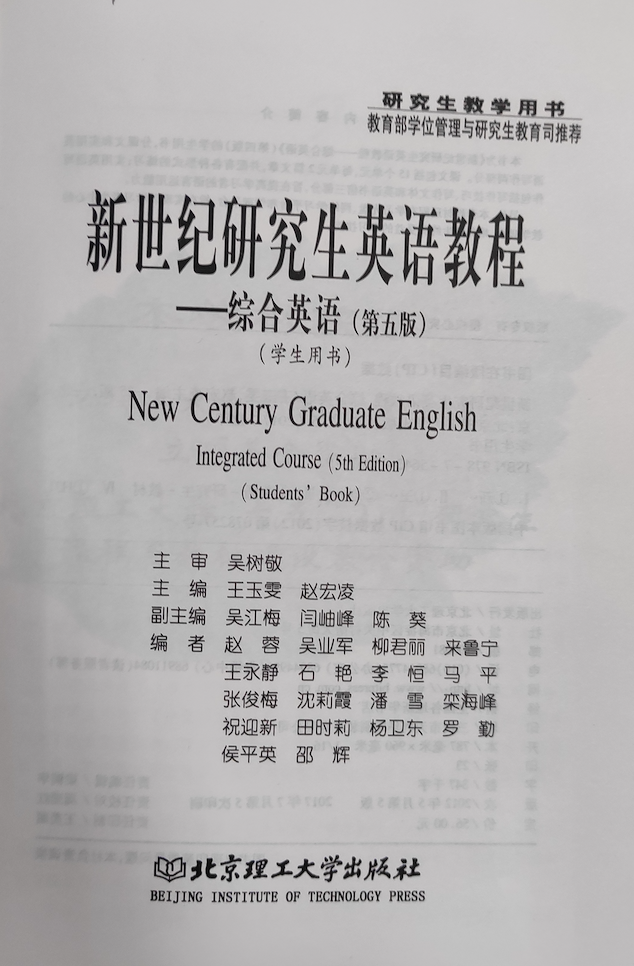 研究生教学用书
教育部学位管理与研究生教育司推荐
新世纪研究生英语教程
——综合英语（第五版）
（学生用书）
New Century Graduate English
Integrated Course (5th Edition)
(Students' Book)
主 审 吴树敬
主 编 王玉雯 赵宏凌
副主编 吴江梅 闫岫峰 陈 葵
编 者 赵 蓉 吴业军 柳君丽 来鲁宁
王永静 石 艳 李 恒 马 平
张俊梅 沈莉霞 潘 雪 栾海峰
祝迎新 田时莉 杨卫东 罗 勤
侯平英 邵 辉
北京理工大学出版社
BEIJING INSTITUTE OF TECHNOLOGY PRESS